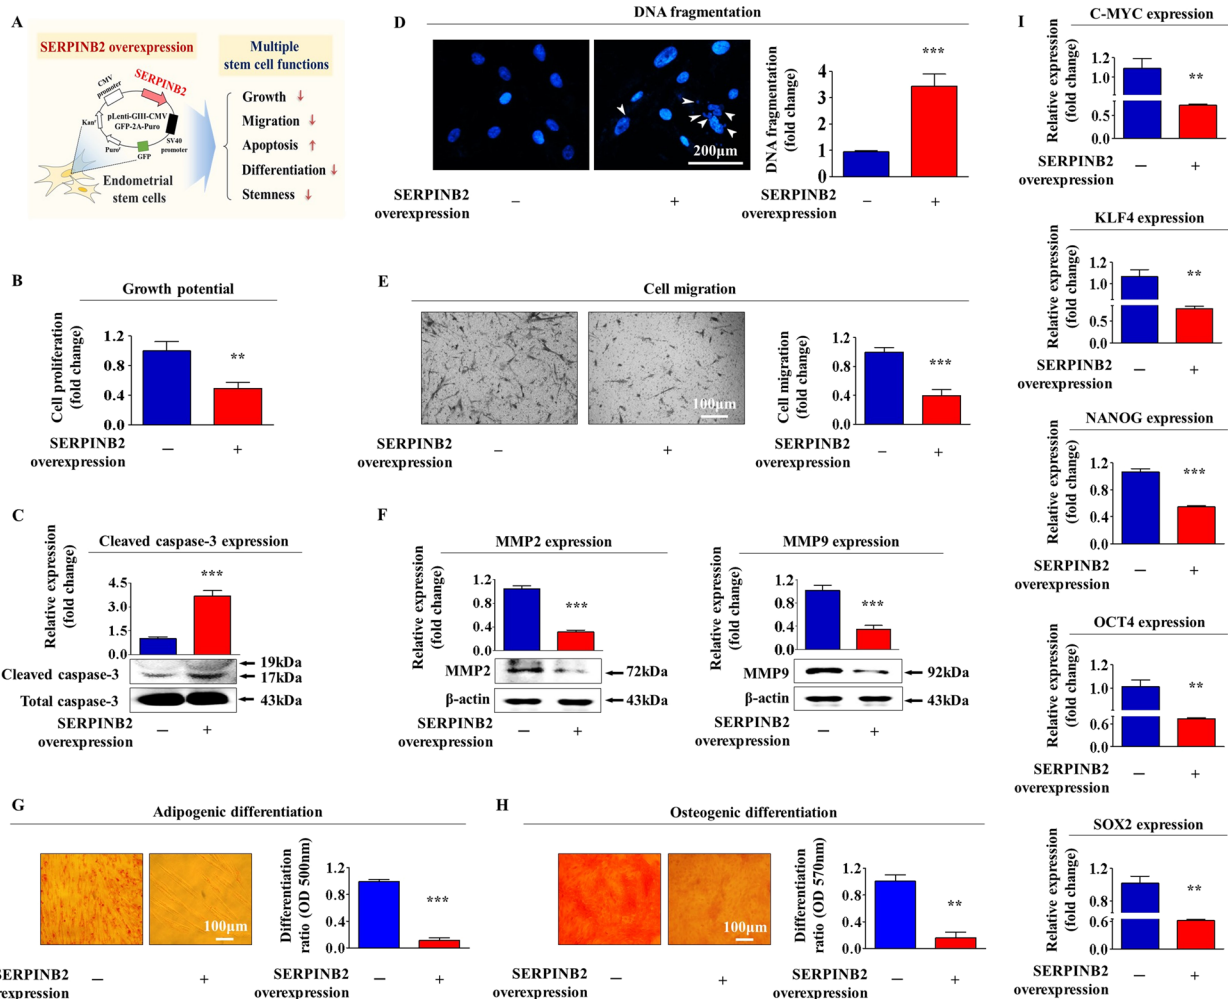 A
SERPINB2 overexpression
Multiple
stem cell functions
CMV
promoter
SERPINB2
Kanʳ
pLenti-GIII-CMV
GFP-2A-Puro
SV40
promoter
Puroʳ
GFP
Endometrial
stem cells
Growth ↓
Migration ↓
Apoptosis ↑
Differentiation ↓
Stemness ↓
B
Growth potential
Cell proliferation
(fold change)
1.2
0.8
0.4
0.0
**
SERPINB2
overexpression
− +
C
Cleaved caspase-3 expression
Relative expression
(fold change)
4.5
3.0
1.5
0.0
***
Cleaved caspase-3
19kDa
17kDa
Total caspase-3
43kDa
SERPINB2
overexpression
− +
D
DNA fragmentation
200μm
SERPINB2
overexpression
− +
DNA fragmentation
(fold change)
4
3
2
1
0
***
− +
E
Cell migration
100μm
SERPINB2
overexpression
− +
Cell migration
(fold change)
1.2
0.8
0.4
0.0
***
SERPINB2
overexpression
− +
F
MMP2 expression
Relative expression
(fold change)
1.2
0.8
0.4
0.0
***
MMP2
72kDa
β-actin
43kDa
SERPINB2
overexpression
− +
MMP9 expression
Relative expression
(fold change)
1.2
0.8
0.4
0.0
***
MMP9
92kDa
β-actin
43kDa
SERPINB2
overexpression
− +
G
Adipogenic differentiation
100μm
SERPINB2
rexpression
− +
Differentiation
ratio (OD 500nm)
1.2
0.8
0.4
0.0
***
SERPINB2
overexpression
− +
H
Osteogenic differentiation
100μm
SERPINB2
overexpression
− +
Differentiation
ratio (OD 570nm)
1.2
0.8
0.4
0.0
**
SERPINB2
overexpression
− +
I
C-MYC expression
Relative expression
(fold change)
1.2
1.0
0.5
0.0
**
SERPINB2
overexpression
− +
KLF4 expression
Relative expression
(fold change)
1.2
1.0
0.5
0.0
**
SERPINB2
overexpression
− +
NANOG expression
Relative expression
(fold change)
1.2
0.8
0.4
0.0
***
SERPINB2
overexpression
− +
OCT4 expression
Relative expression
(fold change)
1.2
1.0
0.6
0.0
**
SERPINB2
overexpression
− +
SOX2 expression
Relative expression
(fold change)
1.2
1.0
0.6
0.0
**
SERPINB2
overexpression
− +